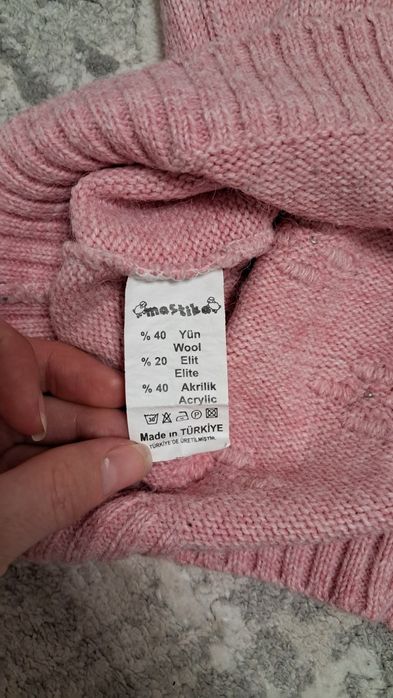 mastika
% 40 Yün
Wool
% 20 Elit
Elite
% 40 Akrilik
Acrylic
30
P
Made in TÜRKİYE
TÜRKİYE'DE ÜRETİLMİŞTİR.